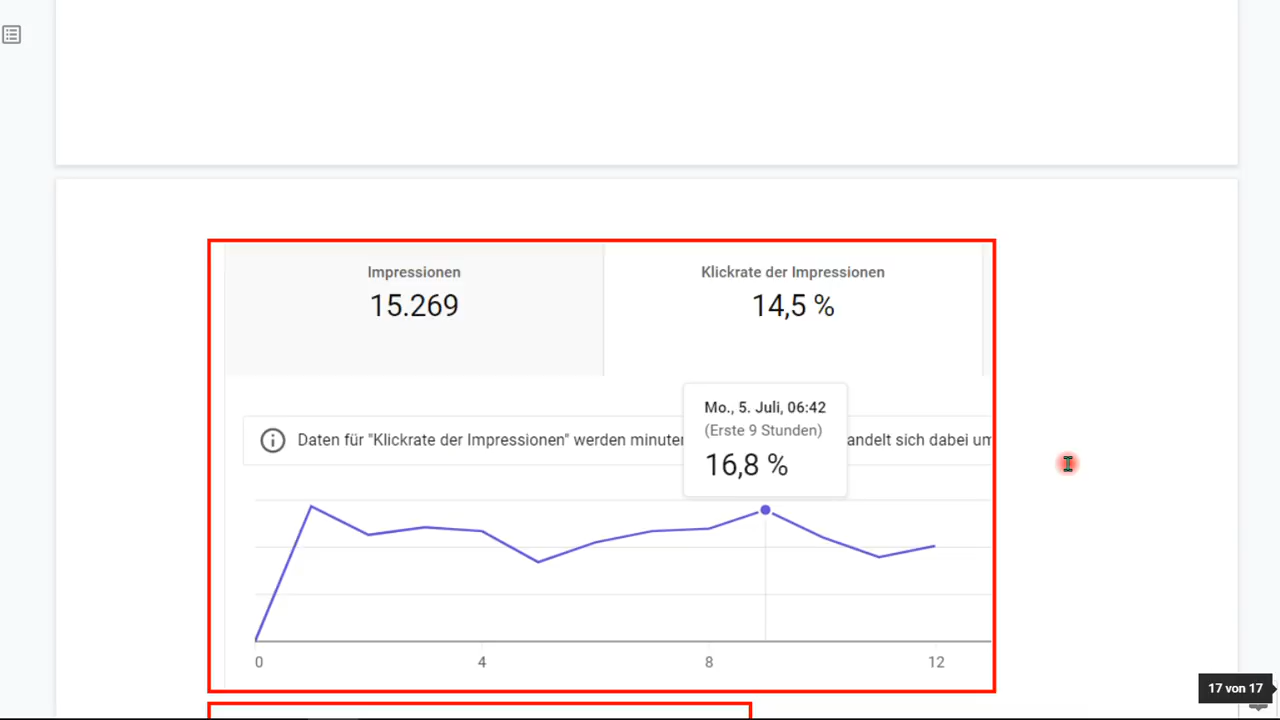 Impressionen
15.269
Klickrate der Impressionen
14,5 %
Mo., 5. Juli, 06:42
(Erste 9 Stunden)
16,8 %
Daten für "Klickrate der Impressionen" werden minuten andelt sich dabei um
0 4 8 12
17 von 17